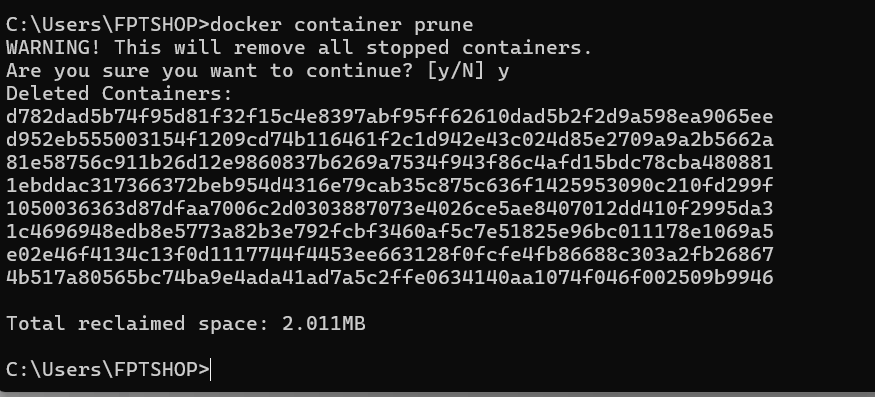 C:\Users\FPTSHOP>docker container prune
WARNING! This will remove all stopped containers.
Are you sure you want to continue? [y/N] y
Deleted Containers:
d782dad5b74f95d81f32f15c4e8397abf95ff62610dad5b2f2d9a598ea9065ee
d952eb555003154f1209cd74b116461f2c1d942e43c024d85e2709a9a2b5662a
81e58756c911b26d12e9860837b6269a7534f943f86c4afd15bdc78cba480881
1ebddac317366372beb954d4316e79cab35c875c636f1425953090c210fd299f
1050036363d87dfaa7006c2d0303887073e4026ce5ae8407012dd410f2995da3
1c4696948edb8e5773a82b3e792fcbf3460af5c7e51825e96bc011178e1069a5
e02e46f4134c13f0d1117744f4453ee663128f0fcfe4fb86688c303a2fb26867
4b517a80565bc74ba9e4ada41ad7a5c2ffe0634140aa1074f046f002509b9946
Total reclaimed space: 2.011MB
C:\Users\FPTSHOP>